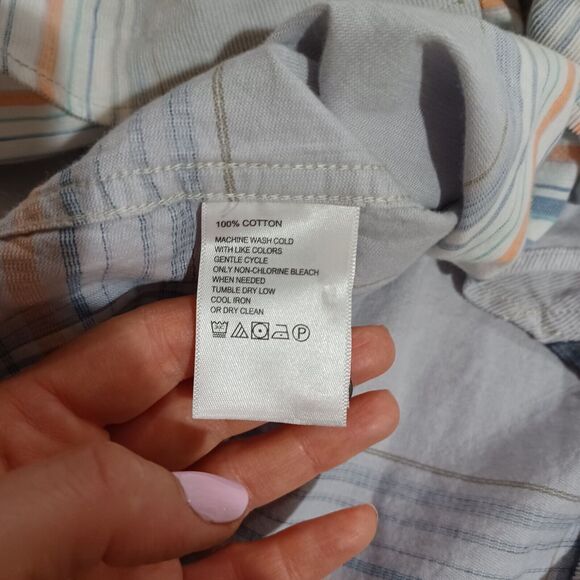 100% COTTON
MACHINE WASH COLD
WITH LIKE COLORS
GENTLE CYCLE
ONLY NON-CHLORINE BLEACH
WHEN NEEDED
TUMBLE DRY LOW
COOL IRON
OR DRY CLEAN
P